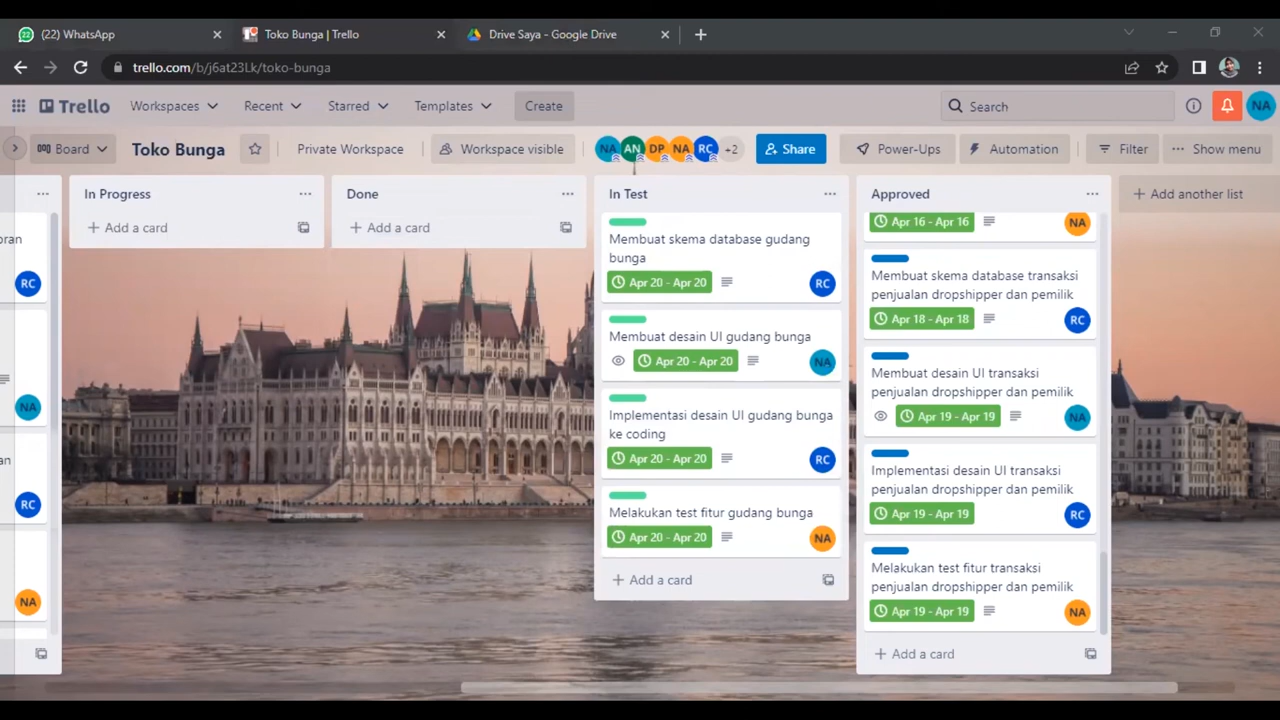 (22) WhatsApp
Toko Bunga | Trello
Drive Saya - Google Drive
trello.com/b/j6at23Lk/toko-bunga
Trello
Workspaces
Recent
Starred
Templates
Create
Search
NA
Board
Toko Bunga
Private Workspace
Workspace visible
NA AN DP NA RC +2
Share
Power-Ups
Automation
Filter
Show menu
oran
RC
NA
an
RC
NA
In Progress
Add a card
Done
Add a card
In Test
Membuat skema database gudang
bunga
Apr 20 - Apr 20
RC
Membuat desain UI gudang bunga
Apr 20 - Apr 20
NA
Implementasi desain UI gudang bunga
ke coding
Apr 20 - Apr 20
RC
Melakukan test fitur gudang bunga
Apr 20 - Apr 20
NA
Add a card
Approved
Apr 16 - Apr 16
NA
Membuat skema database transaksi
penjualan dropshipper dan pemilik
Apr 18 - Apr 18
RC
Membuat desain UI transaksi
penjualan dropshipper dan pemilik
Apr 19 - Apr 19
NA
Implementasi desain UI transaksi
penjualan dropshipper dan pemilik
Apr 19 - Apr 19
RC
Melakukan test fitur transaksi
penjualan dropshipper dan pemilik
Apr 19 - Apr 19
NA
Add a card
Add another list